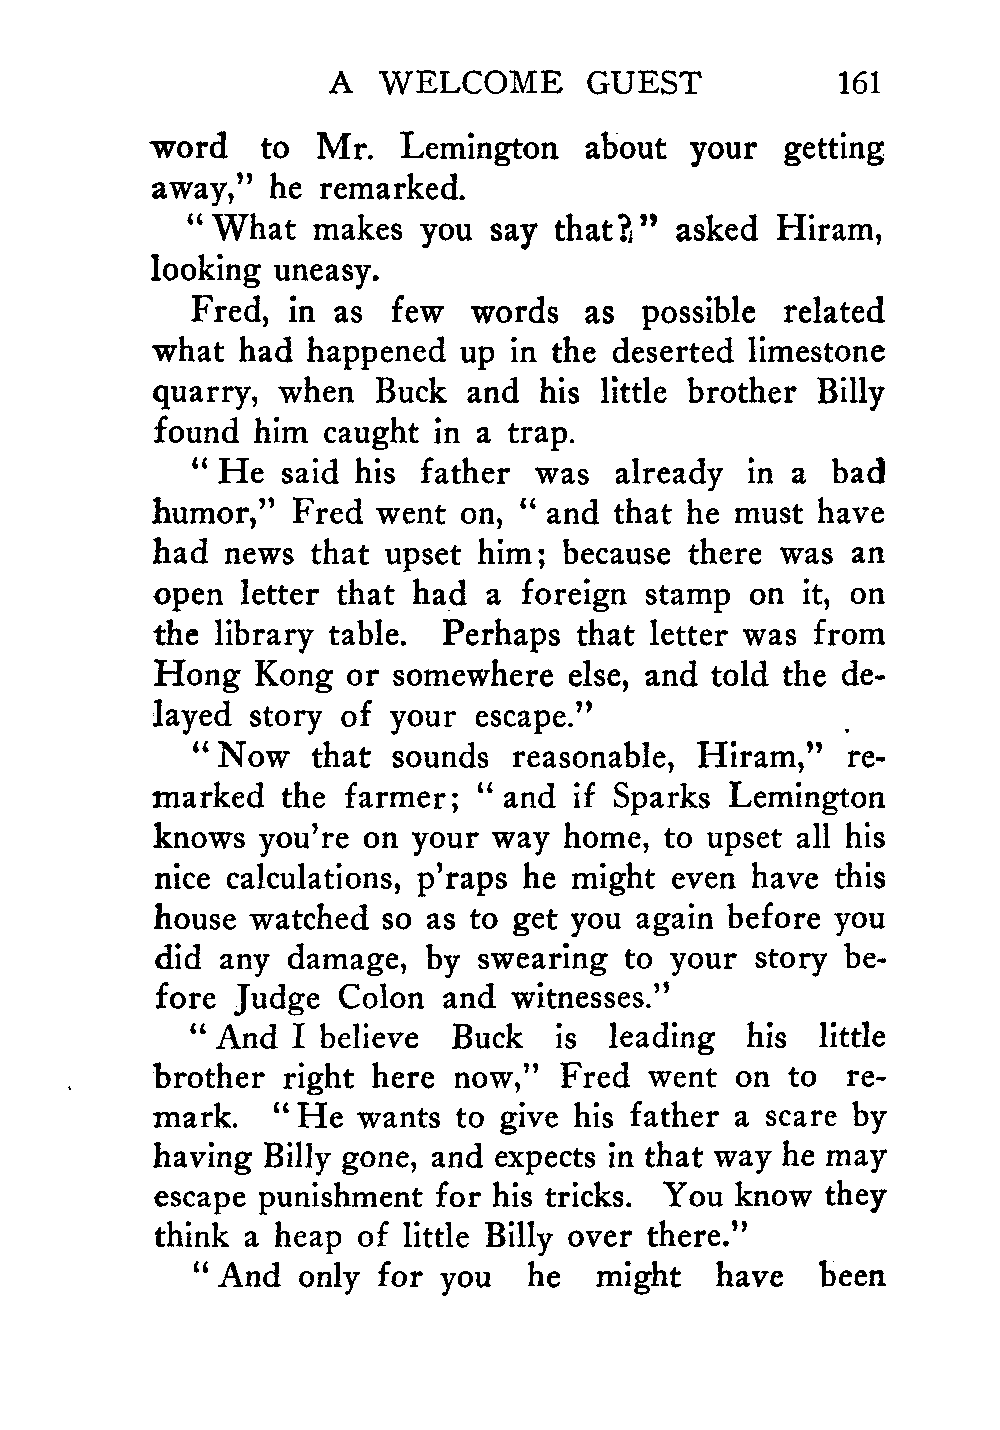 A WELCOME GUEST 161
word to Mr. Lemington about your getting
away," he remarked.
"What makes you say that?" asked Hiram,
looking uneasy.
Fred, in as few words as possible related
what had happened up in the deserted limestone
quarry, when Buck and his little brother Billy
found him caught in a trap.
"He said his father was already in a bad
humor," Fred went on, "and that he must have
had news that upset him; because there was an
open letter that had a foreign stamp on it, on
the library table. Perhaps that letter was from
Hong Kong or somewhere else, and told the de-
layed story of your escape."
"Now that sounds reasonable, Hiram," re-
marked the farmer; "and if Sparks Lemington
knows you're on your way home, to upset all his
nice calculations, p'raps he might even have this
house watched so as to get you again before you
did any damage, by swearing to your story be-
fore Judge Colon and witnesses."
"And I believe Buck is leading his little
brother right here now," Fred went on to re-
mark. "He wants to give his father a scare by
having Billy gone, and expects in that way he may
escape punishment for his tricks. You know they
think a heap of little Billy over there."
"And only for you he might have been